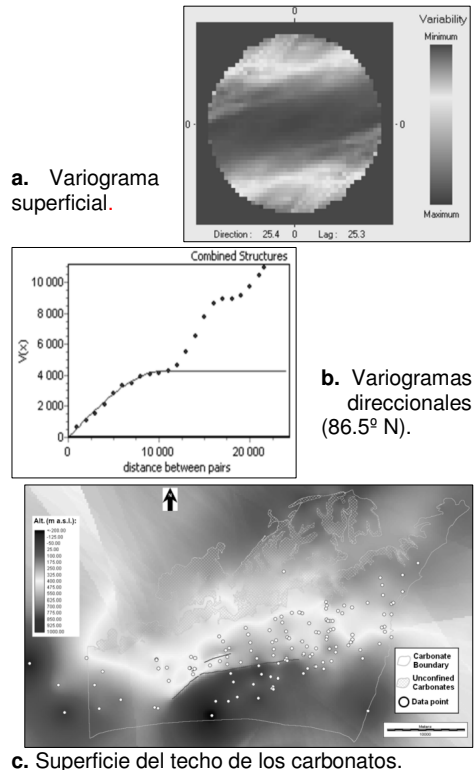 0
Variability
Minimum
0
0
Maximum
Direction : 25.4 0 Lag : 25.3
a. Variograma
superficial.
Combined Structures
10 000
8 000
6 000
4 000
2 000
0
V(x)
0 10 000 20 000
distance between pairs
b. Variogramas
direccionales
(86.5º N).
Alt. (m a.s.l.):
Carbonate
Boundary
Unconfined
Carbonates
Data point
Meters
c. Superficie del techo de los carbonatos.